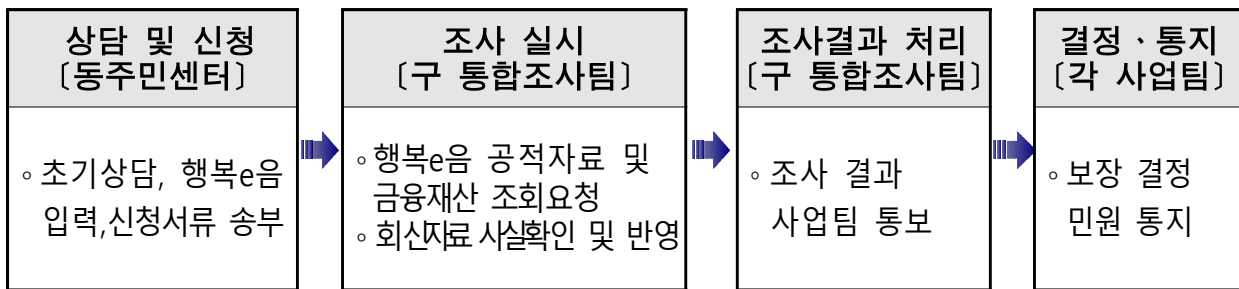 상담 및 신청
〔동주민센터〕
◦초기상담, 행복e음
입력,신청서류 송부
조사 실시
〔구 통합조사팀〕
◦행복e음 공적자료 및
금융재산 조회요청
◦회신자료 사실확인 및 반영
조사결과 처리
〔구 통합조사팀〕
◦조사 결과
사업팀 통보
결정、통지
〔각 사업팀〕
◦보장 결정
민원 통지